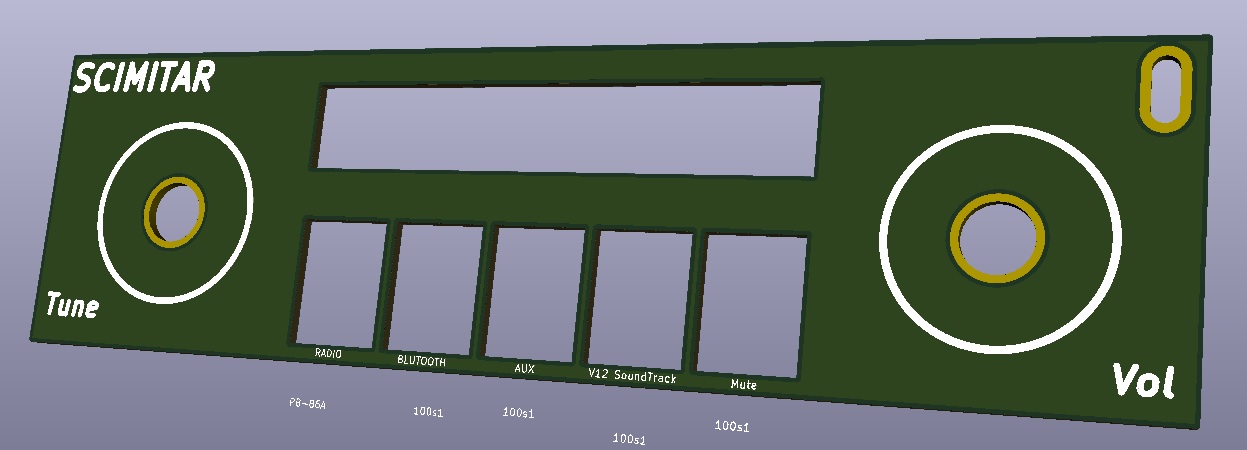 SCIMITAR
Tune
RADIO
BLUTOOTH
AUX
V12 SoundTrack
Mute
Vol
PB-86A
100s1
100s1
100s1
100s1